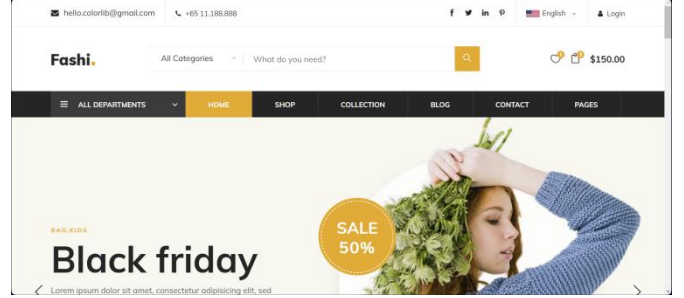 hello.colorlib@gmail.com +65 11.188.888 f in English Login
Fashi. All Categories What do you need? $150.00
ALL DEPARTMENTS HOME SHOP COLLECTION BLOG CONTACT PAGES
BAG,KIDS
SALE
50%
Black friday
Lorem ipsum dolor sit amet, consectetur adipisicing elit, sed